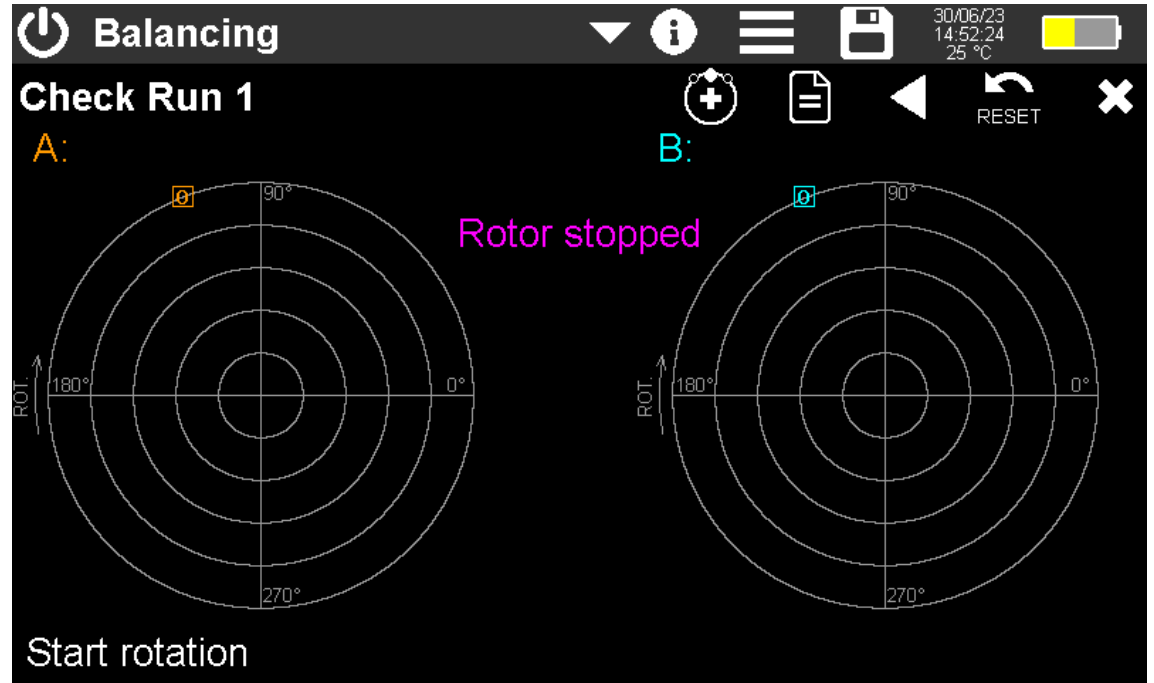 Balancing
i
30/06/23
14:52:24
25 °C
Check Run 1
RESET
A:
B:
0
90°
0
90°
Rotor stopped
ROT.
180°
0°
ROT.
180°
0°
270°
270°
Start rotation